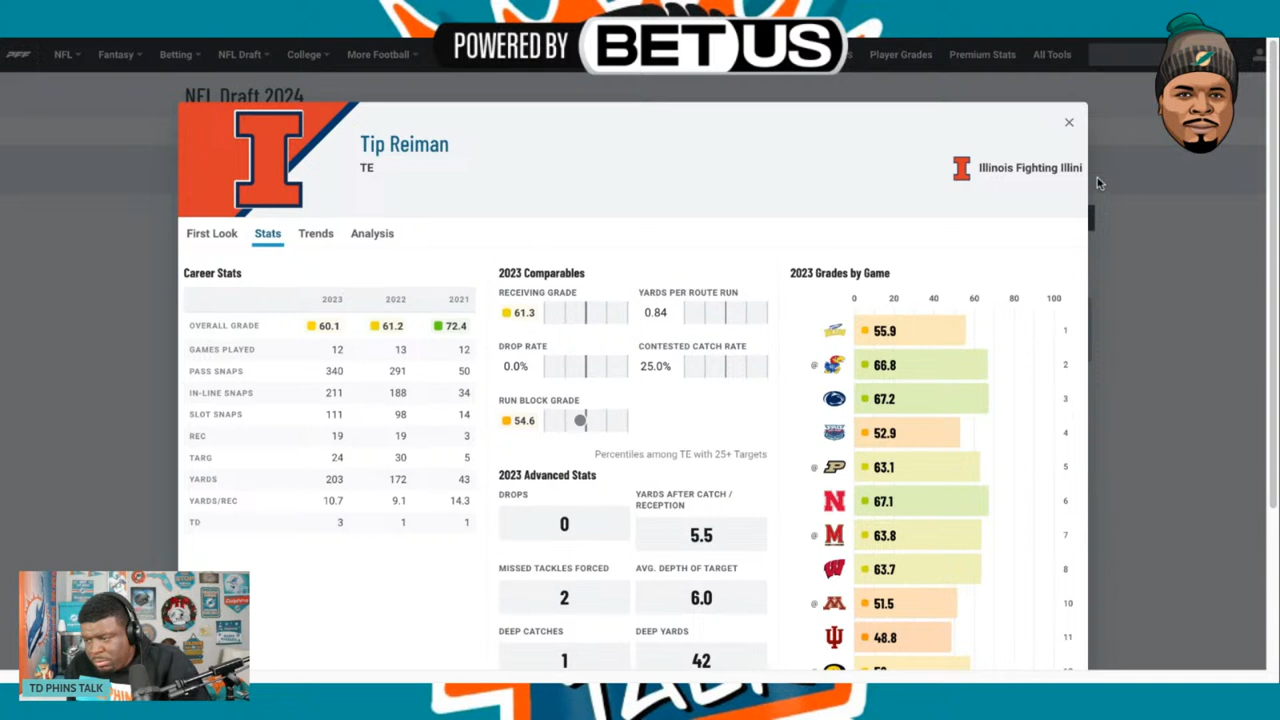 POWERED BY BETUS
PFF NFL Fantasy Betting NFL Draft College More Football Player Grades Premium Stats All Tools
NFL Draft 2024
Tip Reiman
TE
Illinois Fighting Illini
First Look Stats Trends Analysis
Career Stats
2023 2022 2021
OVERALL GRADE 60.1 61.2 72.4
GAMES PLAYED 12 13 12
PASS SNAPS 340 291 50
IN-LINE SNAPS 211 188 34
SLOT SNAPS 111 98 14
REC 19 19 3
TARG 24 30 5
YARDS 203 172 43
YARDS/REC 10.7 9.1 14.3
TD 3 1 1
2023 Comparables
RECEIVING GRADE YARDS PER ROUTE RUN
61.3 0.84
DROP RATE CONTESTED CATCH RATE
0.0% 25.0%
RUN BLOCK GRADE
54.6
Percentiles among TE with 25+ Targets
2023 Advanced Stats
DROPS YARDS AFTER CATCH /
RECEPTION
0 5.5
MISSED TACKLES FORCED AVG. DEPTH OF TARGET
2 6.0
DEEP CATCHES DEEP YARDS
1 42
2023 Grades by Game
0 20 40 60 80 100
55.9 1
@ 66.8 2
67.2 3
52.9 4
@ P 63.1 5
N 67.1 6
@ M 63.8 7
W 63.7 8
@ M 51.5 10
48.8 11
TD PHINS TALK
TALK